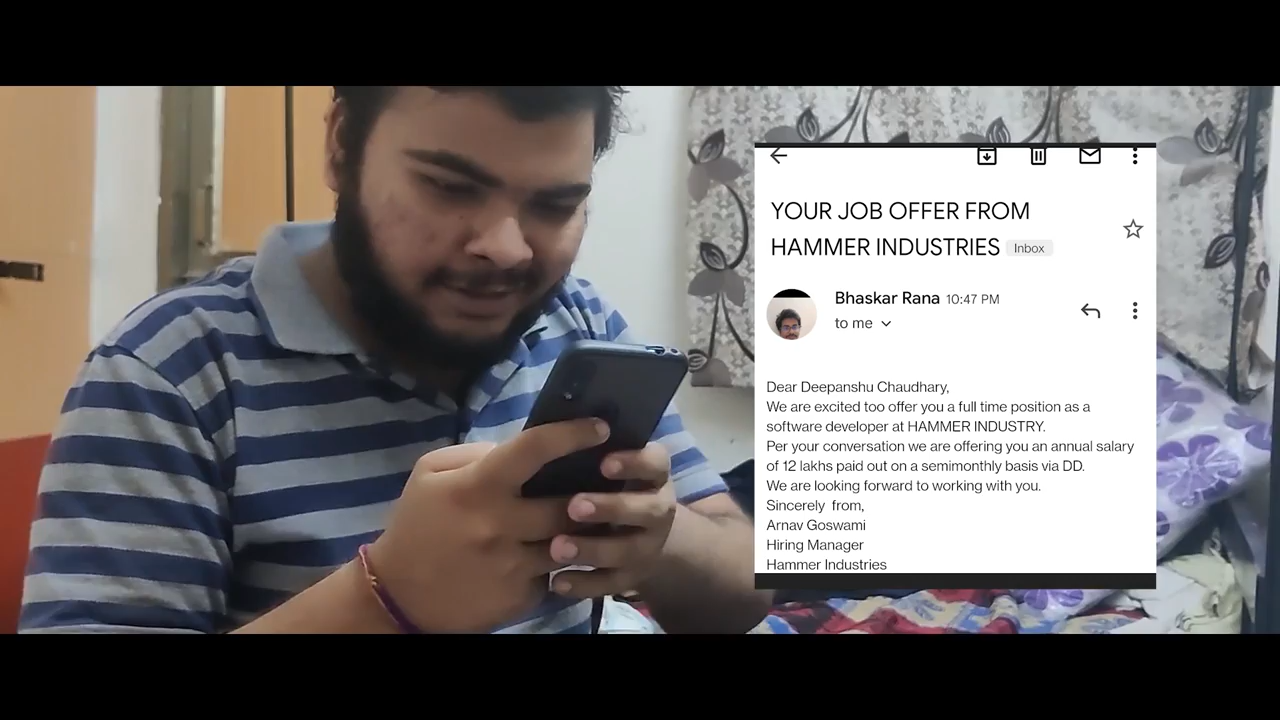 YOUR JOB OFFER FROM
HAMMER INDUSTRIES Inbox
Bhaskar Rana 10:47 PM
to me
Dear Deepanshu Chaudhary,
We are excited too offer you a full time position as a
software developer at HAMMER INDUSTRY.
Per your conversation we are offering you an annual salary
of 12 lakhs paid out on a semimonthly basis via DD.
We are looking forward to working with you.
Sincerely from,
Arnav Goswami
Hiring Manager
Hammer Industries